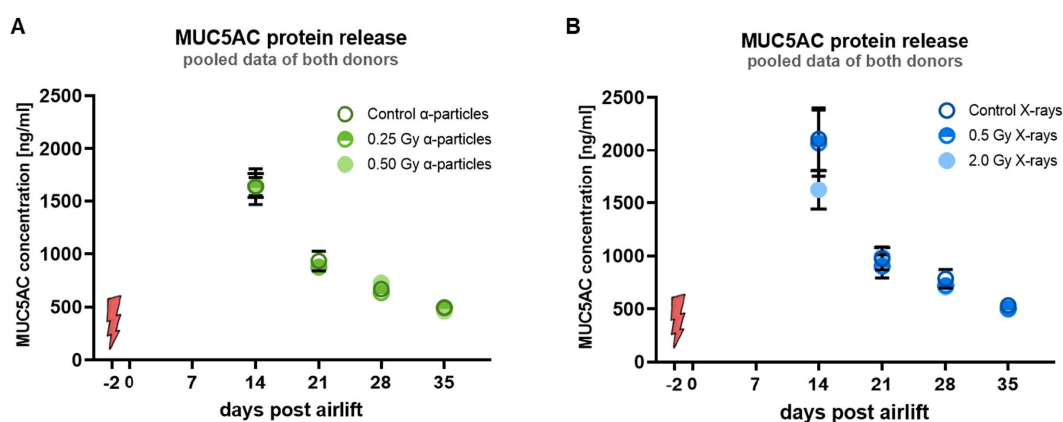 A
MUC5AC protein release
pooled data of both donors
MUC5AC concentration [ng/ml]
2500
2000
1500
1000
500
0
Control α-particles
0.25 Gy α-particles
0.50 Gy α-particles
-2 0 7 14 21 28 35
days post airlift
B
MUC5AC protein release
pooled data of both donors
MUC5AC concentration [ng/ml]
2500
2000
1500
1000
500
0
Control X-rays
0.5 Gy X-rays
2.0 Gy X-rays
-2 0 7 14 21 28 35
days post airlift